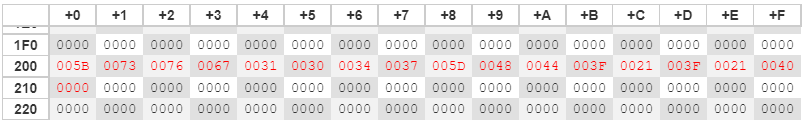 +0 +1 +2 +3 +4 +5 +6 +7 +8 +9 +A +B +C +D +E +F
1F0 0000 0000 0000 0000 0000 0000 0000 0000 0000 0000 0000 0000 0000 0000 0000 0000
200 005B 0073 0076 0067 0031 0030 0034 0037 005D 0048 0044 003F 0021 003F 0021 0040
210 0000 0000 0000 0000 0000 0000 0000 0000 0000 0000 0000 0000 0000 0000 0000 0000
220 0000 0000 0000 0000 0000 0000 0000 0000 0000 0000 0000 0000 0000 0000 0000 0000